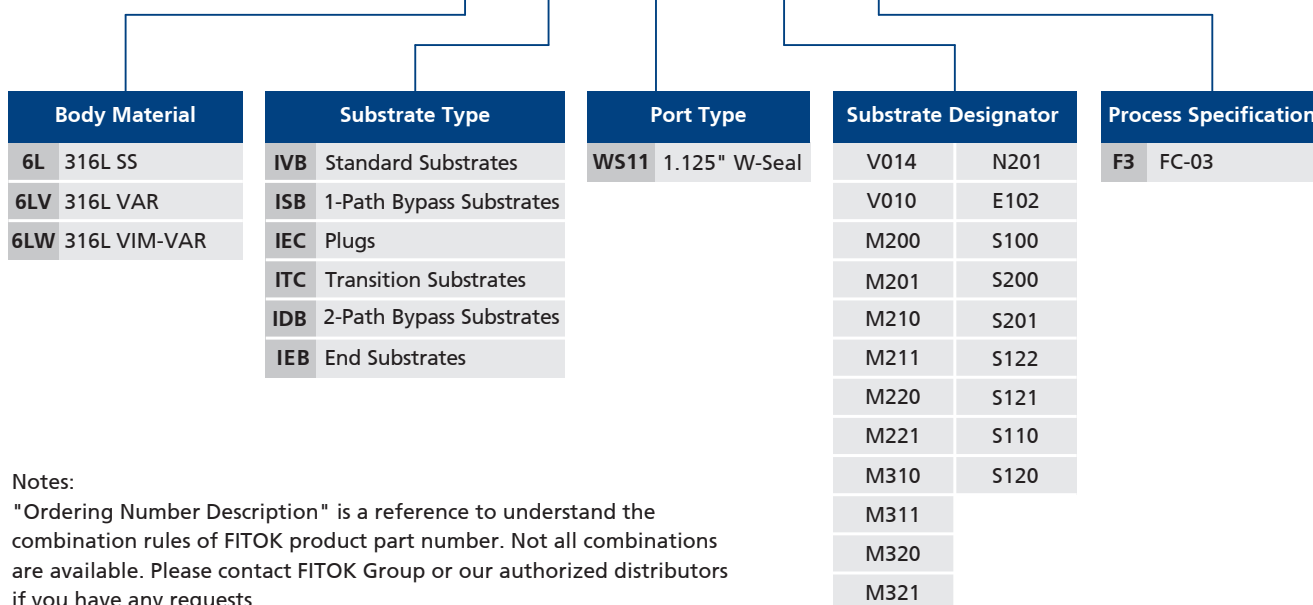 Body Material
6L 316L SS
6LV 316L VAR
6LW 316L VIM-VAR
Substrate Type
IVB Standard Substrates
ISB 1-Path Bypass Substrates
IEC Plugs
ITC Transition Substrates
IDB 2-Path Bypass Substrates
IEB End Substrates
Port Type
WS11 1.125" W-Seal
Substrate Designator
V014 N201
V010 E102
M200 S100
M201 S200
M210 S201
M211 S122
M220 S121
M221 S110
M310 S120
M311
M320
M321
Process Specification
F3 FC-03
Notes:
"Ordering Number Description" is a reference to understand the
combination rules of FITOK product part number. Not all combinations
are available. Please contact FITOK Group or our authorized distributors
if you have any requests